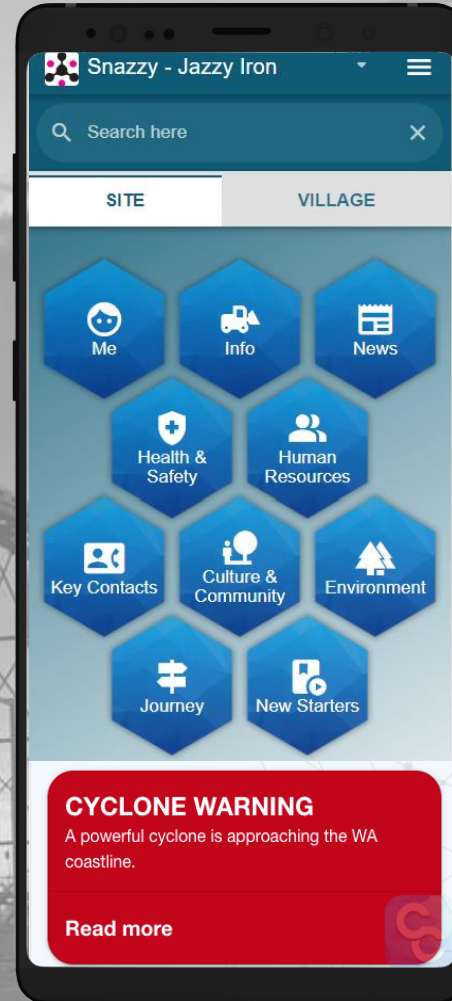 Snazzy - Jazzy Iron
Search here
SITE
VILLAGE
Me
Info
News
Health &
Safety
Human
Resources
Key Contacts
Culture &
Community
Environment
Journey
New Starters
CYCLONE WARNING
A powerful cyclone is approaching the WA
coastline.
Read more